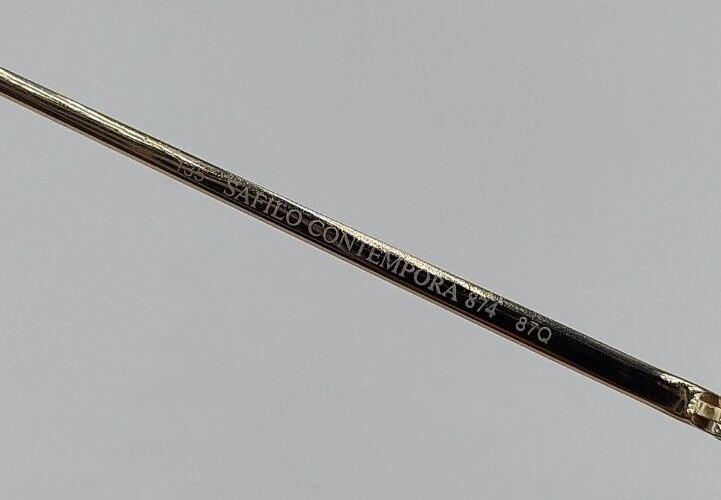 135 SAFILO CONTEMPORA 874 87Q